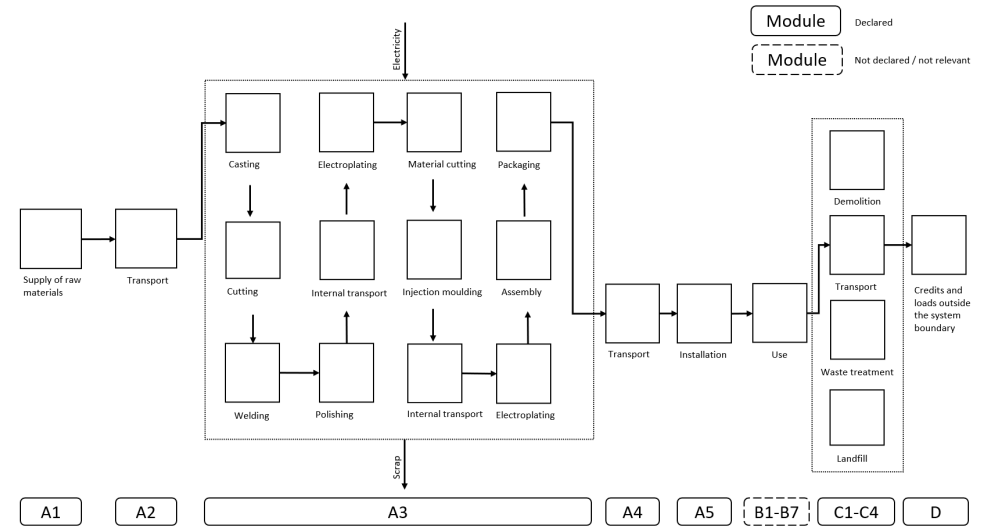 Module
Declared
Module
Not declared / not relevant
Electricity
Casting
Electroplating
Material cutting
Packaging
Demolition
Supply of raw
materials
Transport
Cutting
Internal transport
Injection moulding
Assembly
Transport
Credits and
loads outside
the system
boundary
Transport
Installation
Use
Waste treatment
Welding
Polishing
Internal transport
Electroplating
Landfill
Scrap
A1
A2
A3
A4
A5
B1-B7
C1-C4
D